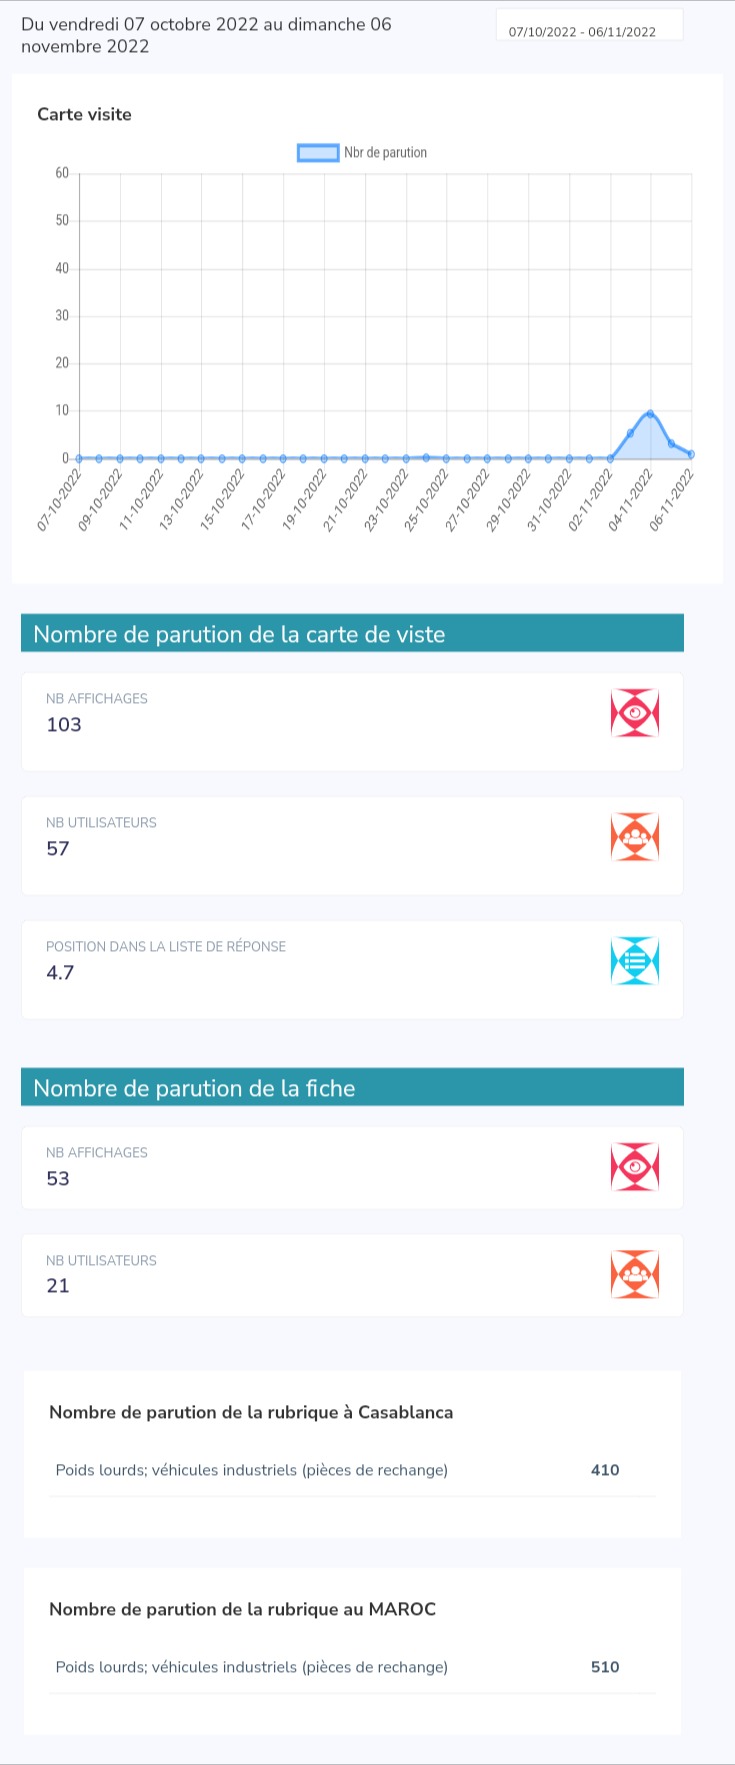 Du vendredi 07 octobre 2022 au dimanche 06
novembre 2022
07/10/2022 - 06/11/2022
Carte visite
Nbr de parution
60
50
40
30
20
10
0
07-10-2022
09-10-2022
11-10-2022
13-10-2022
15-10-2022
17-10-2022
19-10-2022
21-10-2022
23-10-2022
25-10-2022
27-10-2022
29-10-2022
31-10-2022
02-11-2022
04-11-2022
06-11-2022
Nombre de parution de la carte de viste
NB AFFICHAGES
103
NB UTILISATEURS
57
POSITION DANS LA LISTE DE RÉPONSE
4.7
Nombre de parution de la fiche
NB AFFICHAGES
53
NB UTILISATEURS
21
Nombre de parution de la rubrique à Casablanca
Poids lourds; véhicules industriels (pièces de rechange) 410
Nombre de parution de la rubrique au MAROC
Poids lourds; véhicules industriels (pièces de rechange) 510